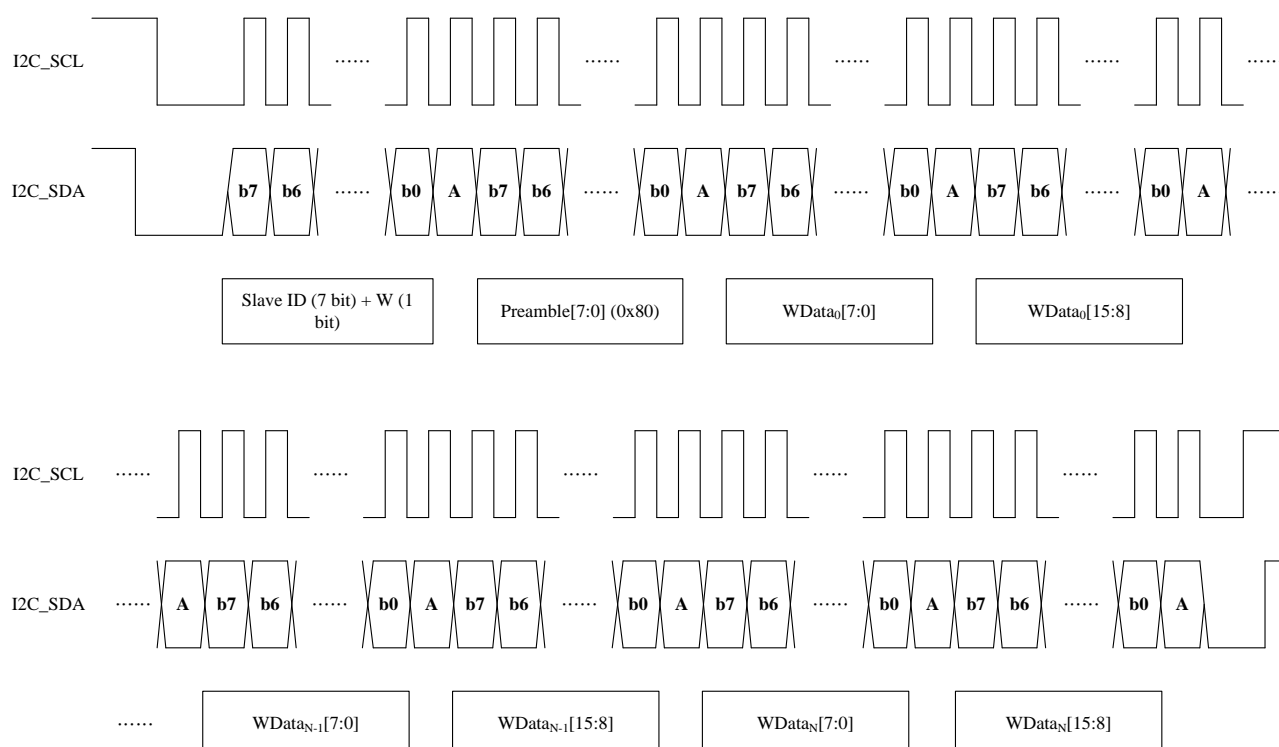 I2C_SCL ...... ...... ...... ...... ......
I2C_SDA b7 b6 ...... b0 A b7 b6 ...... b0 A b7 b6 ...... b0 A b7 b6 ...... b0 A ......
Slave ID (7 bit) + W (1
bit)
Preamble[7:0] (0x80)
WData0[7:0]
WData0[15:8]
I2C_SCL ...... ...... ...... ...... ......
I2C_SDA ...... A b7 b6 ...... b0 A b7 b6 ...... b0 A b7 b6 ...... b0 A b7 b6 ...... b0 A
...... WDataN-1[7:0] WDataN-1[15:8] WDataN[7:0] WDataN[15:8]